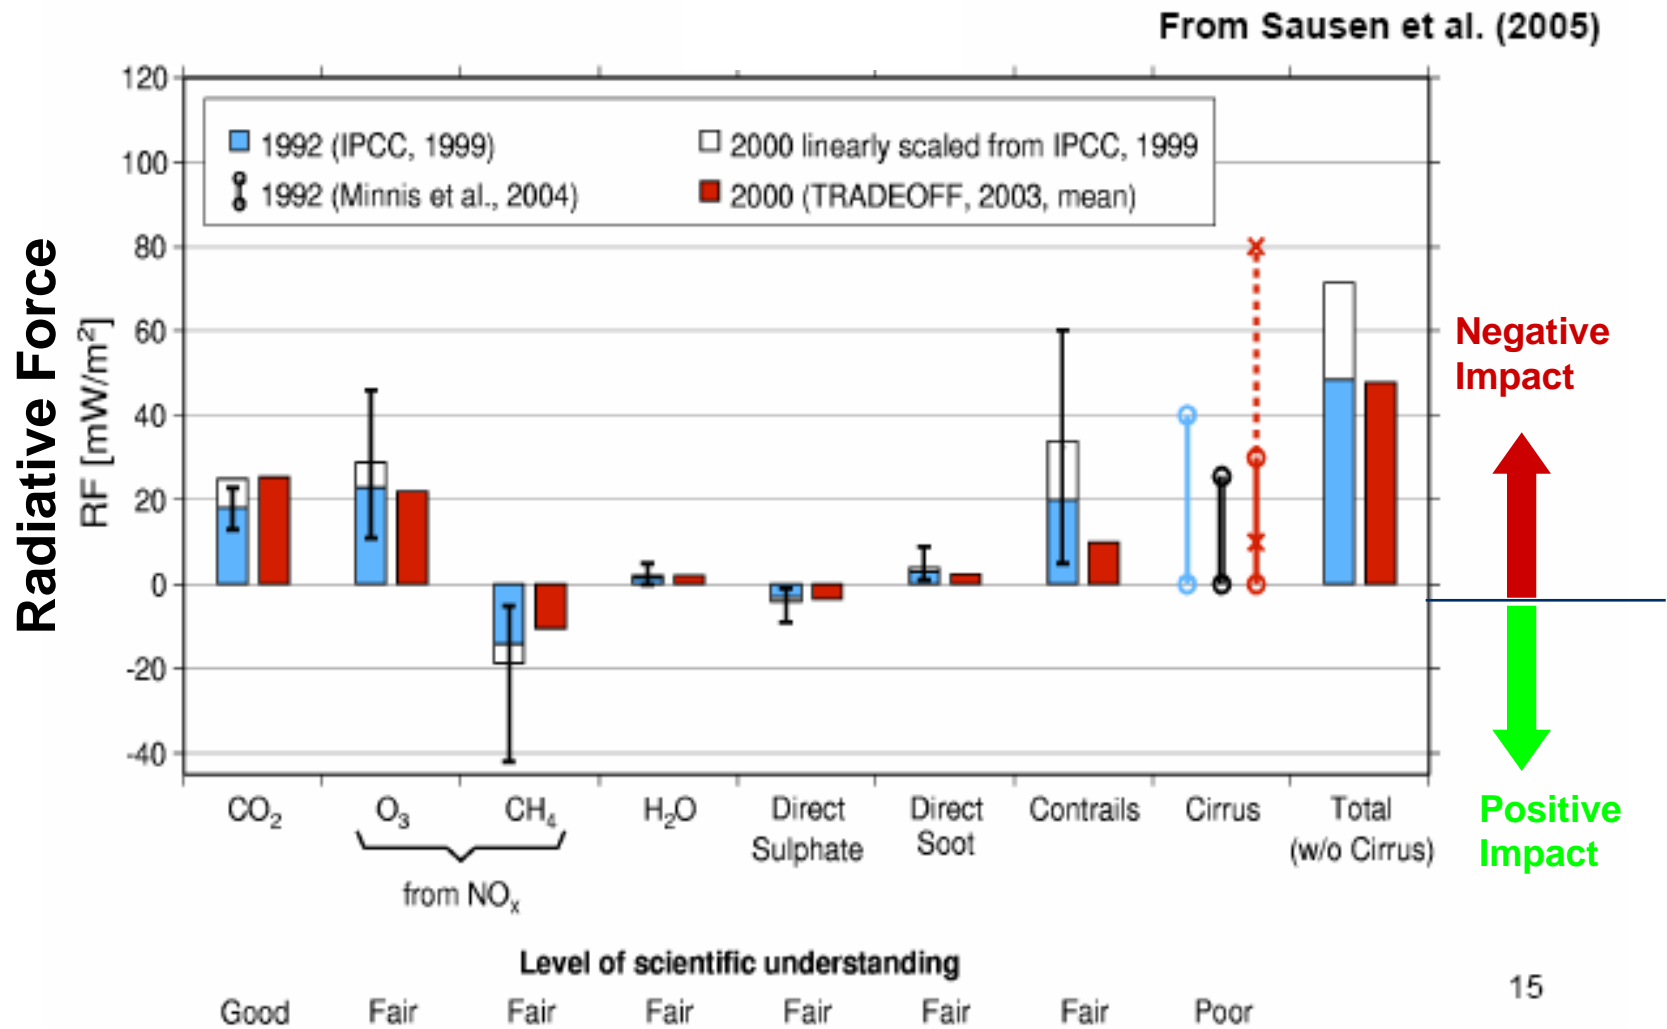 From Sausen et al. (2005)
120
100
80
60
40
20
0
-20
-40
Radiative Force
RF [mW/m²]
1992 (IPCC, 1999)
2000 linearly scaled from IPCC, 1999
1992 (Minnis et al., 2004)
2000 (TRADEOFF, 2003, mean)
Negative
Impact
Positive
Impact
CO₂ O₃ CH₄ H₂O Direct Direct Contrails Cirrus Total
Sulphate Soot (w/o Cirrus)
from NOₓ
Level of scientific understanding
Good Fair Fair Fair Fair Fair Fair Poor
15